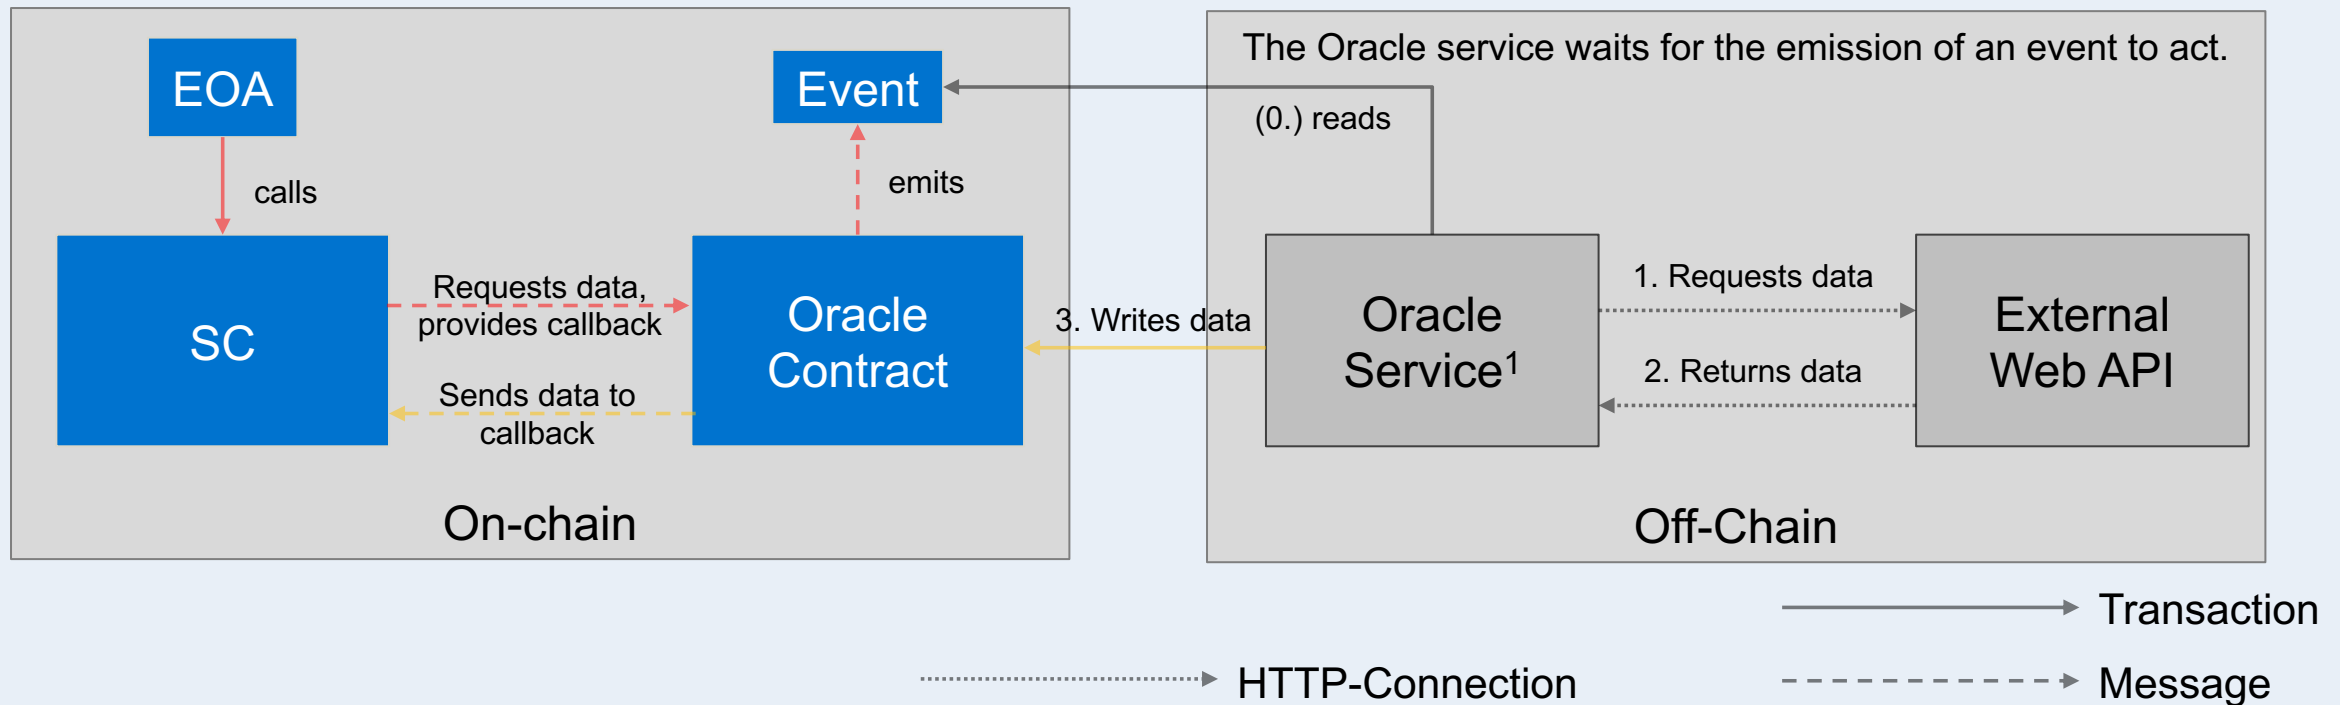 The Oracle service waits for the emission of an event to act.
EOA
Event
(0.) reads
calls
emits
SC
Requests data,
provides callback
Sends data to
callback
Oracle
Contract
3. Writes data
Oracle
Service¹
1. Requests data
2. Returns data
External
Web API
On-chain
Off-Chain
Transaction
HTTP-Connection
Message